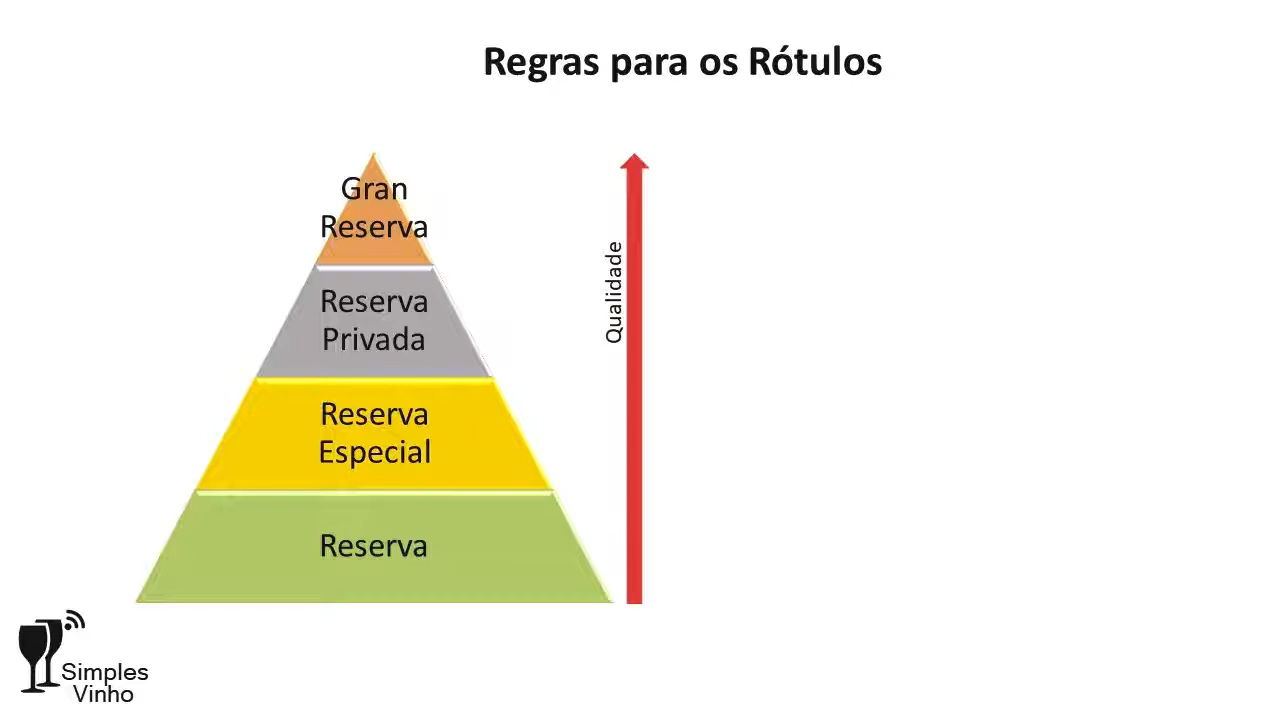 Regras para os Rótulos
Gran
Reserva
Reserva
Privada
Reserva
Especial
Reserva
Qualidade
Simples
Vinho